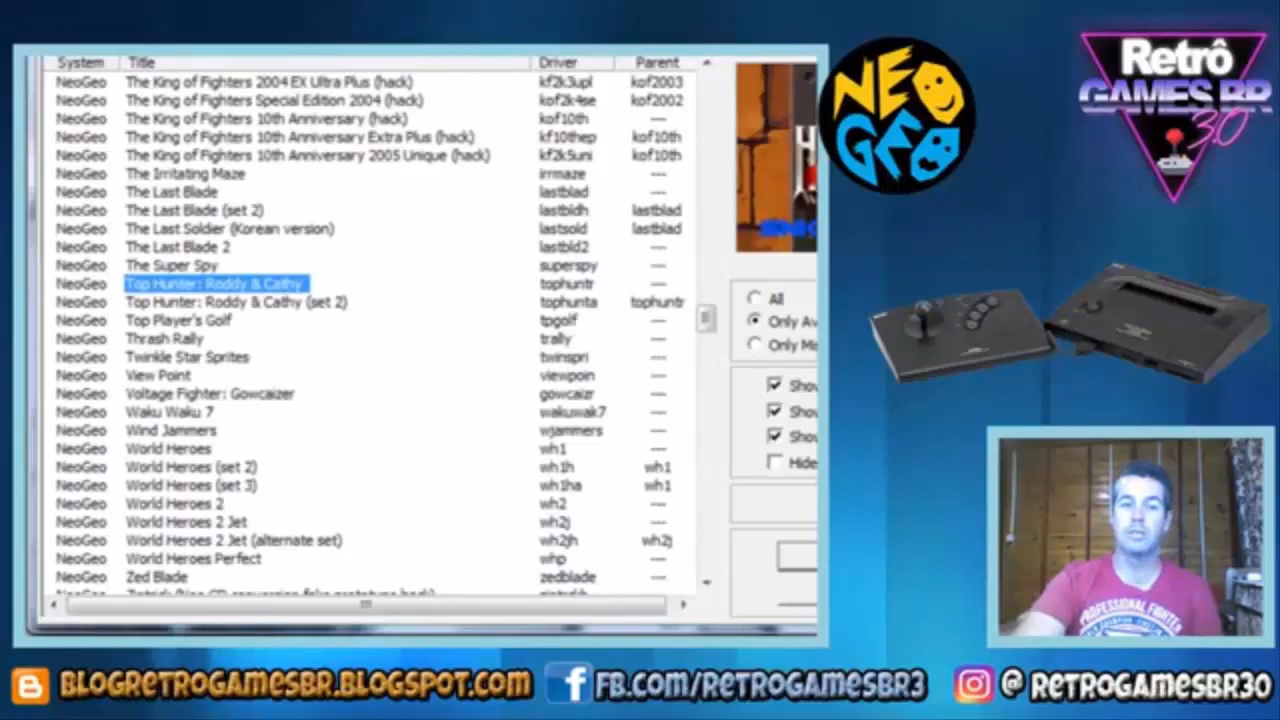 System Title Driver Parent
NeoGeo The King of Fighters 2004 EX Ultra Plus (hack) kf2k3upl kof2003
NeoGeo The King of Fighters Special Edition 2004 (hack) kof2k4se kof2002
NeoGeo The King of Fighters 10th Anniversary (hack) kof10th ---
NeoGeo The King of Fighters 10th Anniversary Extra Plus (hack) kf10thep kof10th
NeoGeo The King of Fighters 10th Anniversary 2005 Unique (hack) kf2k5uni kof10th
NeoGeo The Irritating Maze irrmaze ---
NeoGeo The Last Blade lastblad ---
NeoGeo The Last Blade (set 2) lastbldh lastblad
NeoGeo The Last Soldier (Korean version) lastsold lastblad
NeoGeo The Last Blade 2 lastbld2 ---
NeoGeo The Super Spy superspy ---
NeoGeo Top Hunter: Roddy & Cathy tophuntr ---
NeoGeo Top Hunter: Roddy & Cathy (set 2) tophunta tophuntr
NeoGeo Top Player's Golf tpgolf ---
NeoGeo Thrash Rally trally ---
NeoGeo Twinkle Star Sprites twinspri ---
NeoGeo View Point viewpoin ---
NeoGeo Voltage Fighter: Gowcaizer gowcaizr ---
NeoGeo Waku Waku 7 wakuwak7 ---
NeoGeo Wind Jammers wjammers ---
NeoGeo World Heroes wh1 ---
NeoGeo World Heroes (set 2) wh1h wh1
NeoGeo World Heroes (set 3) wh1ha wh1
NeoGeo World Heroes 2 wh2 ---
NeoGeo World Heroes 2 Jet wh2j ---
NeoGeo World Heroes 2 Jet (alternate set) wh2jh wh2j
NeoGeo World Heroes Perfect whp ---
NeoGeo Zed Blade zedblade ---
All
Only Av
Only Mi
Show
Show
Show
Hide
NEO
GEO
Retrô
GAMES BR
3.0
PROFESSIONAL FIGHTER
BLOGRETROGAMESBR.BLOGSPOT.COM
FB.COM/RETROGAMESBR3
@RETROGAMESBR30